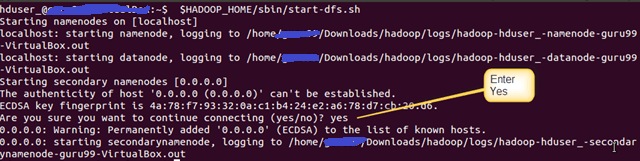 hduser_@ :~$ $HADOOP_HOME/sbin/start-dfs.sh
Starting namenodes on [localhost]
localhost: starting namenode, logging to /home/ /Downloads/hadoop/logs/hadoop-hduser_-namenode-guru99
-VirtualBox.out
localhost: starting datanode, logging to /home/ /Downloads/hadoop/logs/hadoop-hduser_-datanode-guru99
-VirtualBox.out
Starting secondary namenodes [0.0.0.0]
The authenticity of host '0.0.0.0 (0.0.0.0)' can't be established.
ECDSA key fingerprint is 4a:78:f7:93:32:0a:c1:b4:24:e2:a6:78:d7:cb: :d6.
Are you sure you want to continue connecting (yes/no)? yes
0.0.0.0: Warning: Permanently added '0.0.0.0' (ECDSA) to the list of known hosts.
0.0.0.0: starting secondarynamenode, logging to /home/ /Downloads/hadoop/logs/hadoop-hduser_-secondar
ynamenode-guru99-VirtualBox.out
Enter
Yes